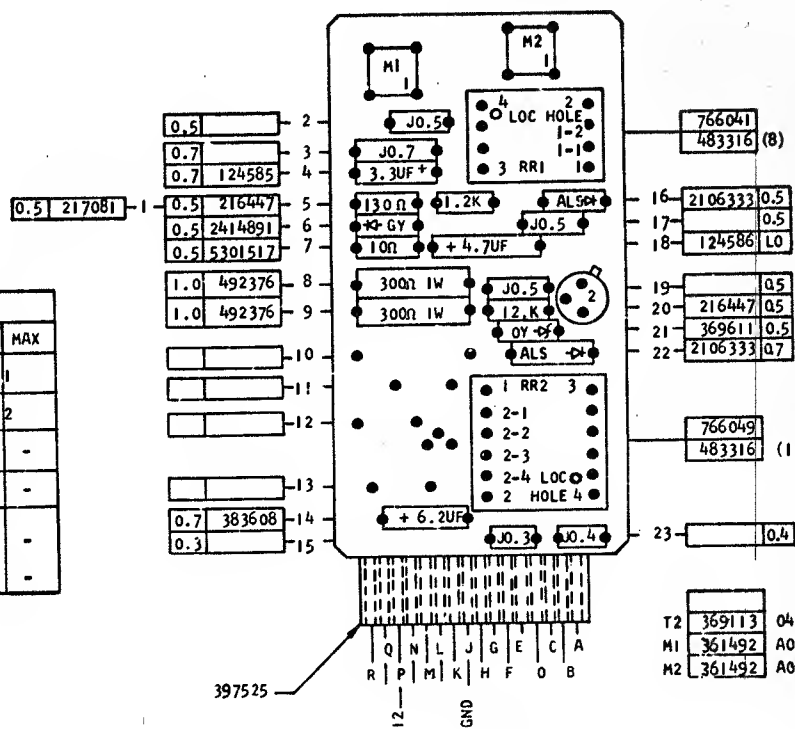 M1
1
M2
1
4 2
LOC HOLE
1-2
1-1
3 RR1 1
766041
483316 (8)
0.5 2 J0.5
0.7 3 J0.7
0.7 124585 4 3.3UF +
0.5 217081 1 0.5 216447 5 130Ω 1.2K ALS 16 2106333 0.5
0.5 2414891 6 GY J0.5 17 0.5
0.5 5301517 7 10Ω + 4.7UF 18 124586 L0
1.0 492376 8 300Ω 1W J0.5 2 19 0.5
1.0 492376 9 300Ω 1W 12.K 20 216447 0.5
OY 21 369611 0.5
10 ALS 22 2106333 0.7
MAX
1
2
-
-
-
-
11
12
13
1 RR2 3
2-1
2-2
2-3
2-4 LOC
2 HOLE 4
766049
483316 (1
0.7 383608 14 + 6.2UF
0.3 15 J0.3 J0.4 23 0.4
T2 369113 04
M1 361492 A0
M2 361492 A0
Q N L J G E C A
R P M K H F O B
397525
12
GND